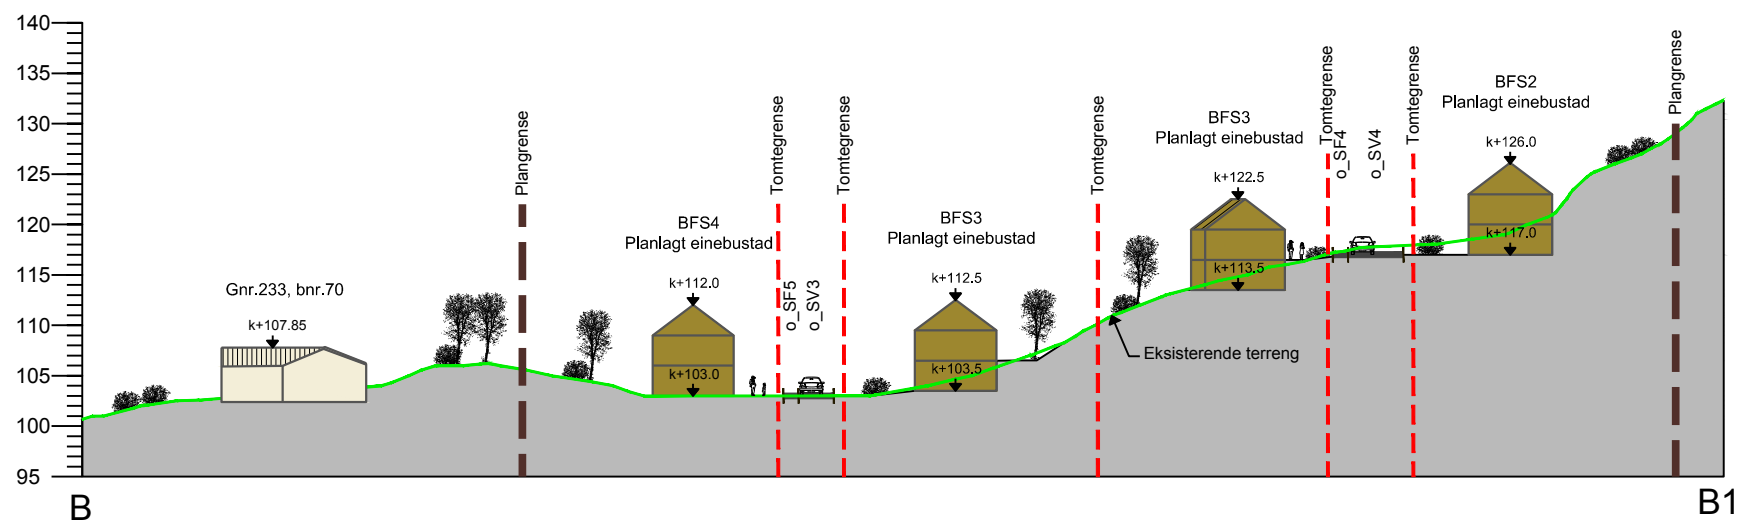 140
135
130
125
120
115
110
105
100
95
Gnr.233, bnr.70
k+107.85
Plangrense
BFS4
Planlagt einebustad
k+112.0
k+103.0
Tomtegrense
o_SF5
o_SV3
Tomtegrense
BFS3
Planlagt einebustad
k+112.5
k+103.5
Tomtegrense
Eksisterende terreng
BFS3
Planlagt einebustad
k+122.5
k+113.5
Tomtegrense
o_SF4
o_SV4
Tomtegrense
BFS2
Planlagt einebustad
k+126.0
k+117.0
Plangrense
B
B1